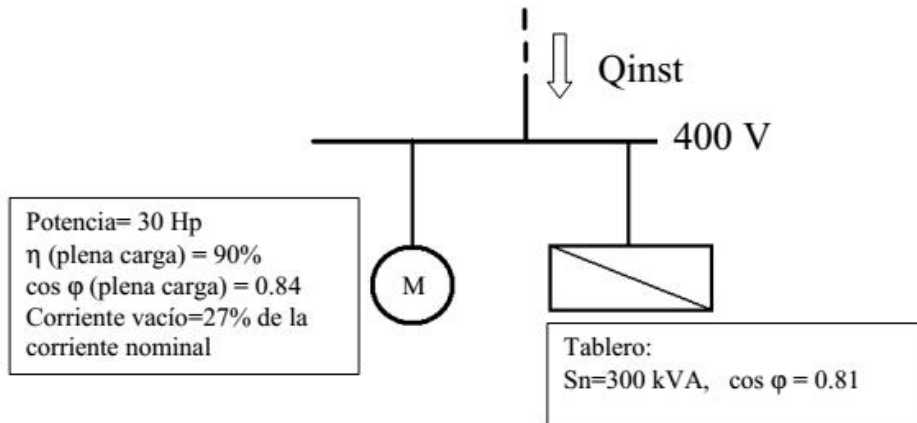 Qinst
400 V
Potencia= 30 Hp
η (plena carga) = 90%
cos φ (plena carga) = 0.84
Corriente vacío=27% de la
corriente nominal
M
Tablero:
Sn=300 kVA, cos φ = 0.81